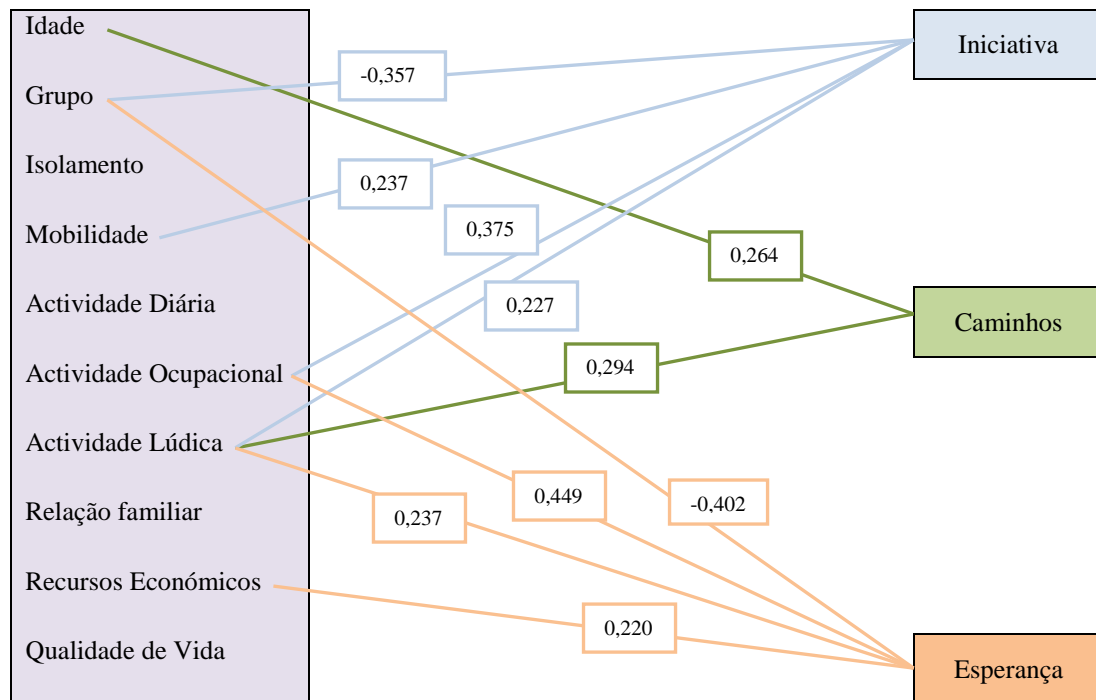 Idade
Grupo
Isolamento
Mobilidade
Actividade Diária
Actividade Ocupacional
Actividade Lúdica
Relação familiar
Recursos Económicos
Qualidade de Vida
-0,357
0,237
0,375
0,264
0,227
0,294
0,449
-0,402
0,237
0,220
Iniciativa
Caminhos
Esperança